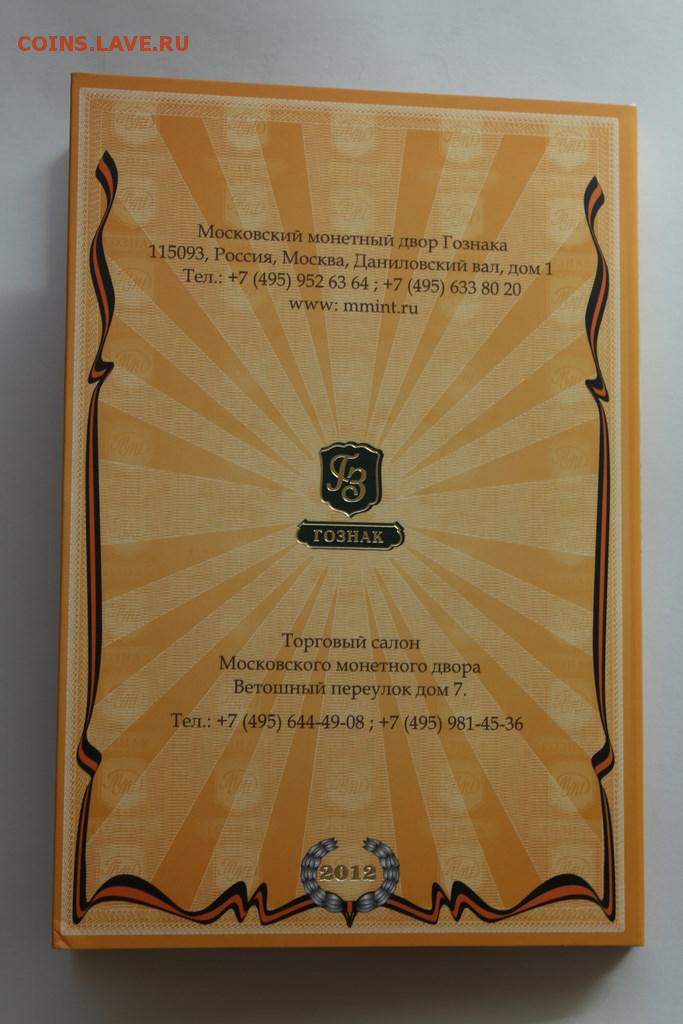 COINS.LAVE.RU
Московский монетный двор Гознака
115093, Россия, Москва, Даниловский вал, дом 1
Тел.: +7 (495) 952 63 64 ; +7 (495) 633 80 20
www: mmint.ru
ГЗ
ГОЗНАК
Торговый салон
Московского монетного двора
Ветошный переулок дом 7.
Тел.: +7 (495) 644-49-08 ; +7 (495) 981-45-36
2012